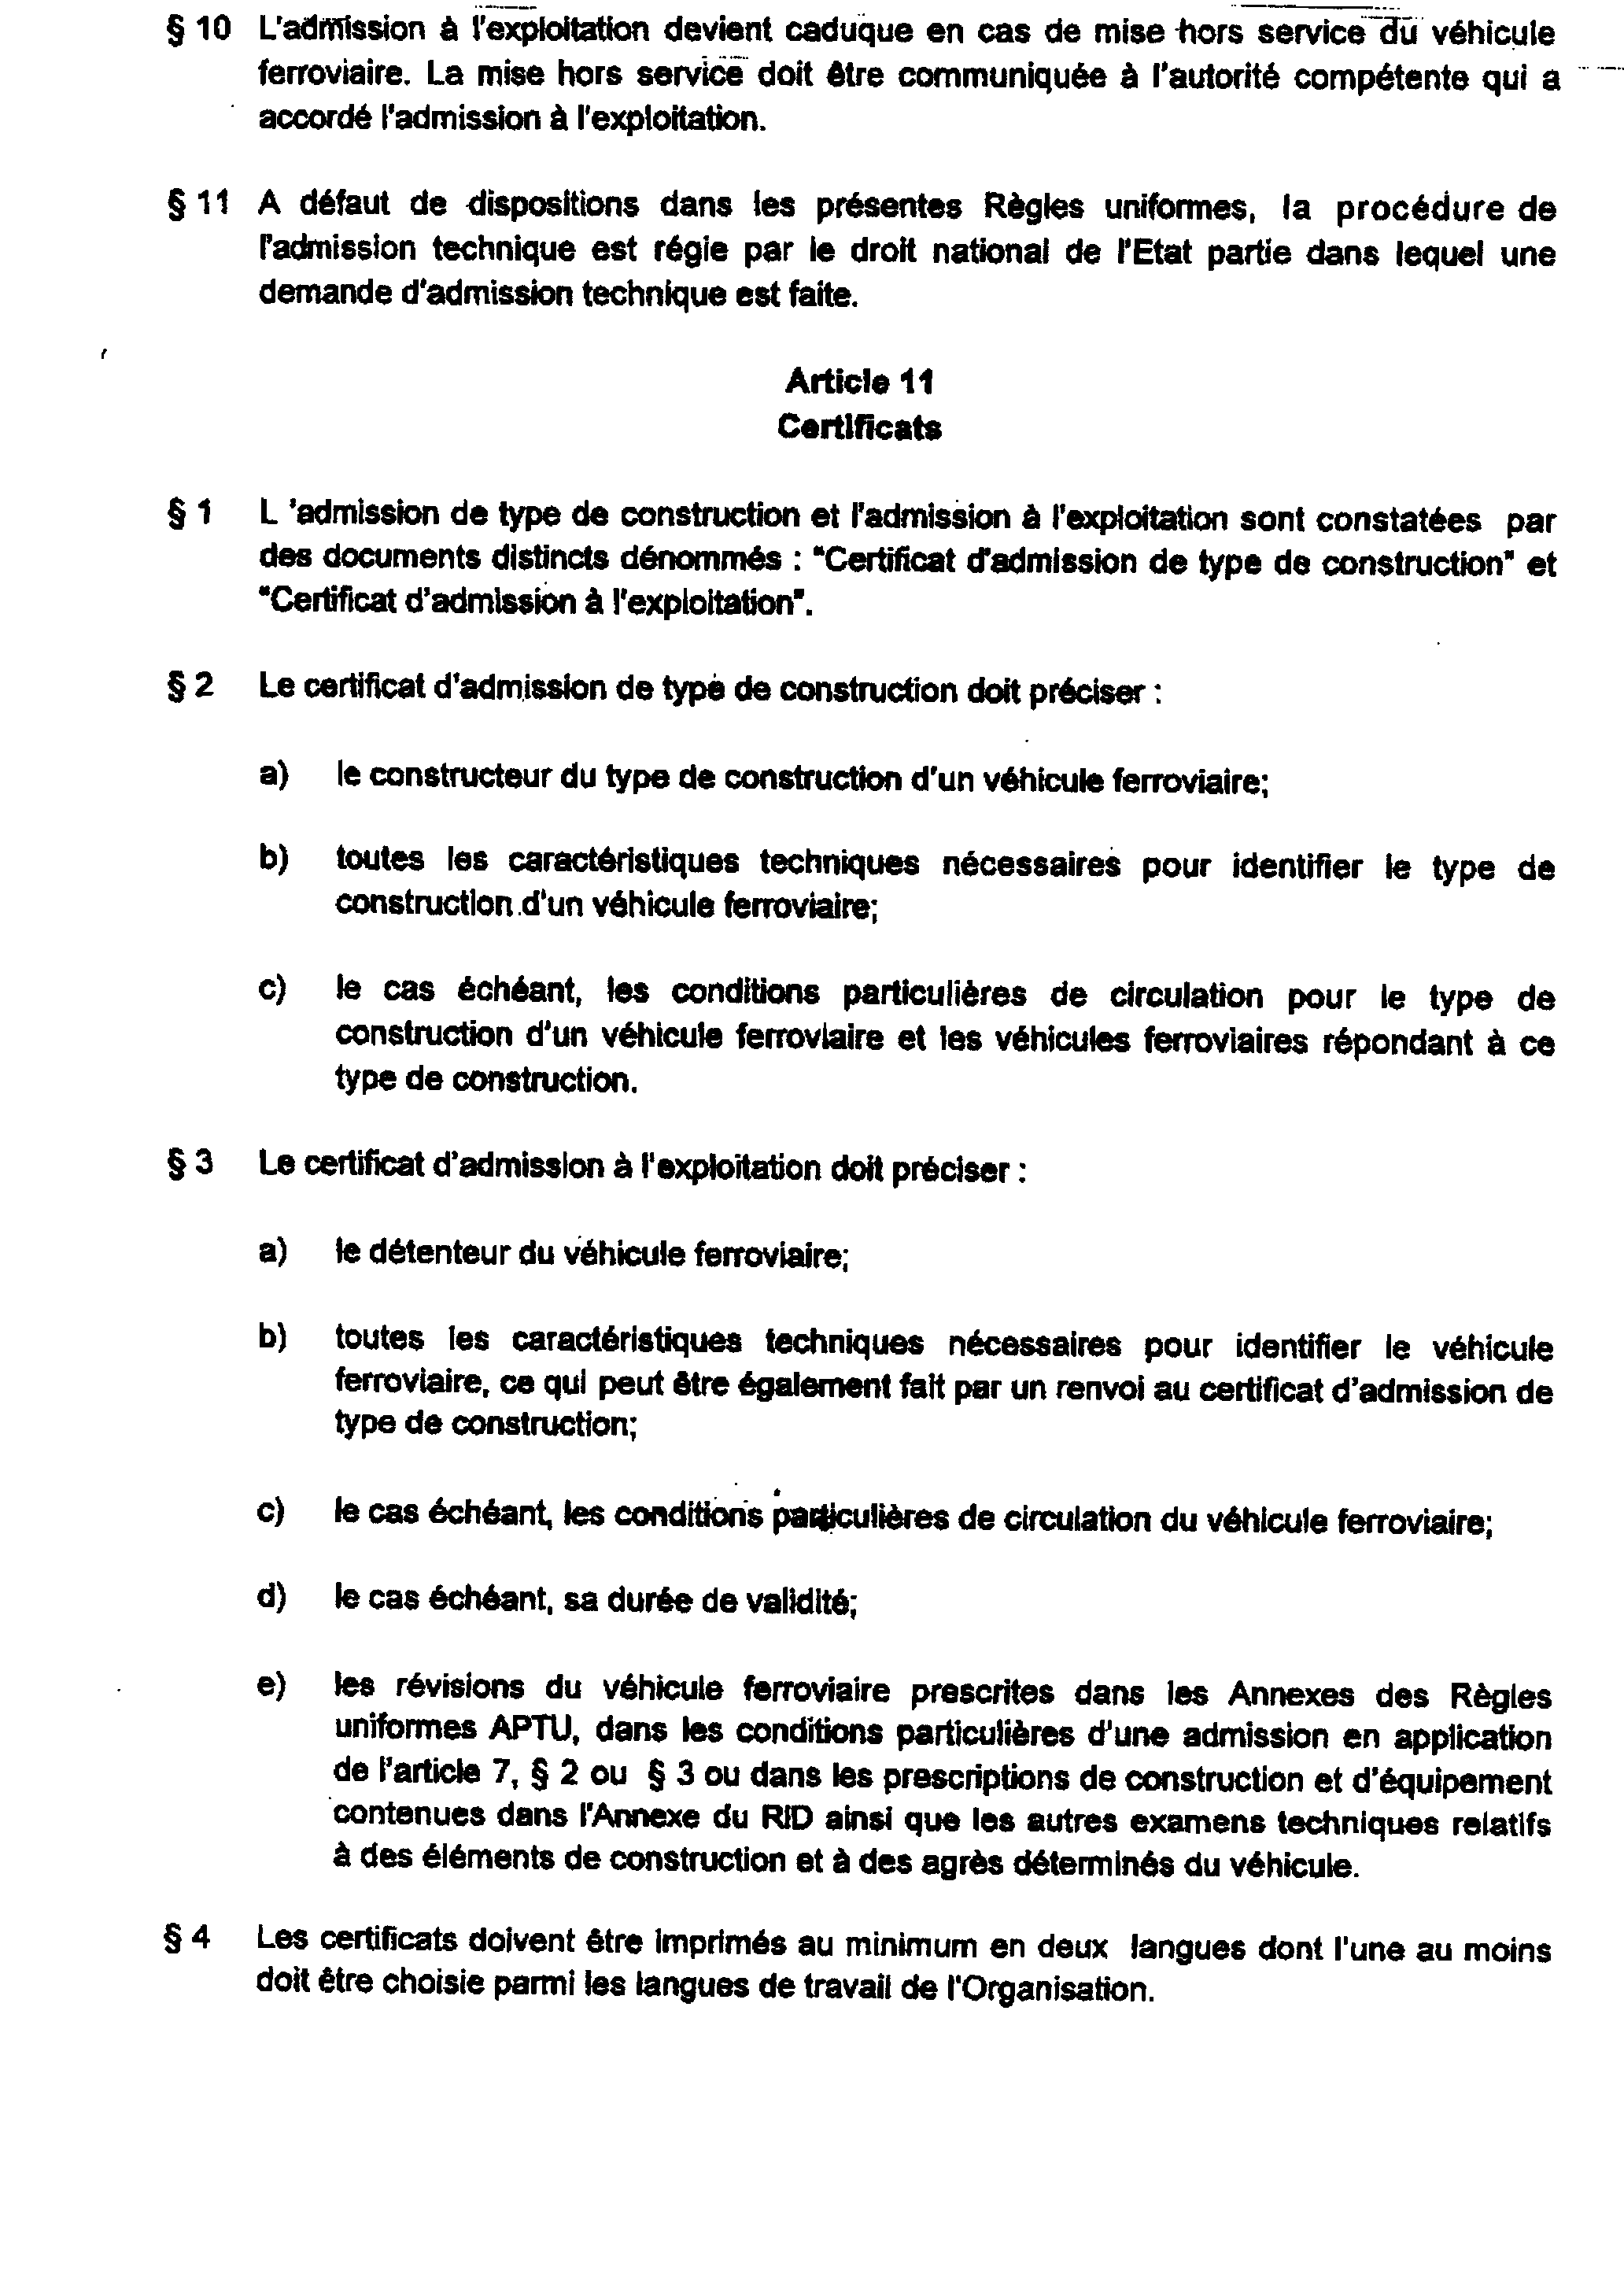 § 10 L'admission à l'exploitation devient caduque en cas de mise hors service du véhicule
ferroviaire. La mise hors service doit être communiquée à l'autorité compétente qui a
accordé l'admission à l'exploitation.
§ 11 A défaut de dispositions dans les présentes Règles uniformes, la procédure de
l'admission technique est régie par le droit national de l'Etat partie dans lequel une
demande d'admission technique est faite.
Article 11
Certificats
§ 1 L 'admission de type de construction et l'admission à l'exploitation sont constatées par
des documents distincts dénommés : "Certificat d'admission de type de construction" et
"Certificat d'admission à l'exploitation".
§ 2 Le certificat d'admission de type de construction doit préciser :
a) le constructeur du type de construction d'un véhicule ferroviaire;
b) toutes les caractéristiques techniques nécessaires pour identifier le type de
construction d'un véhicule ferroviaire;
c) le cas échéant, les conditions particulières de circulation pour le type de
construction d'un véhicule ferroviaire et les véhicules ferroviaires répondant à ce
type de construction.
§ 3 Le certificat d'admission à l'exploitation doit préciser :
a) le détenteur du véhicule ferroviaire;
b) toutes les caractéristiques techniques nécessaires pour identifier le véhicule
ferroviaire, ce qui peut être également fait par un renvoi au certificat d'admission de
type de construction;
c) le cas échéant, les conditions particulières de circulation du véhicule ferroviaire;
d) le cas échéant, sa durée de validité;
e) les révisions du véhicule ferroviaire prescrites dans les Annexes des Règles
uniformes APTU, dans les conditions particulières d'une admission en application
de l'article 7, § 2 ou § 3 ou dans les prescriptions de construction et d'équipement
contenues dans l'Annexe du RID ainsi que les autres examens techniques relatifs
à des éléments de construction et à des agrès déterminés du véhicule.
§ 4 Les certificats doivent être imprimés au minimum en deux langues dont l'une au moins
doit être choisie parmi les langues de travail de l'Organisation.